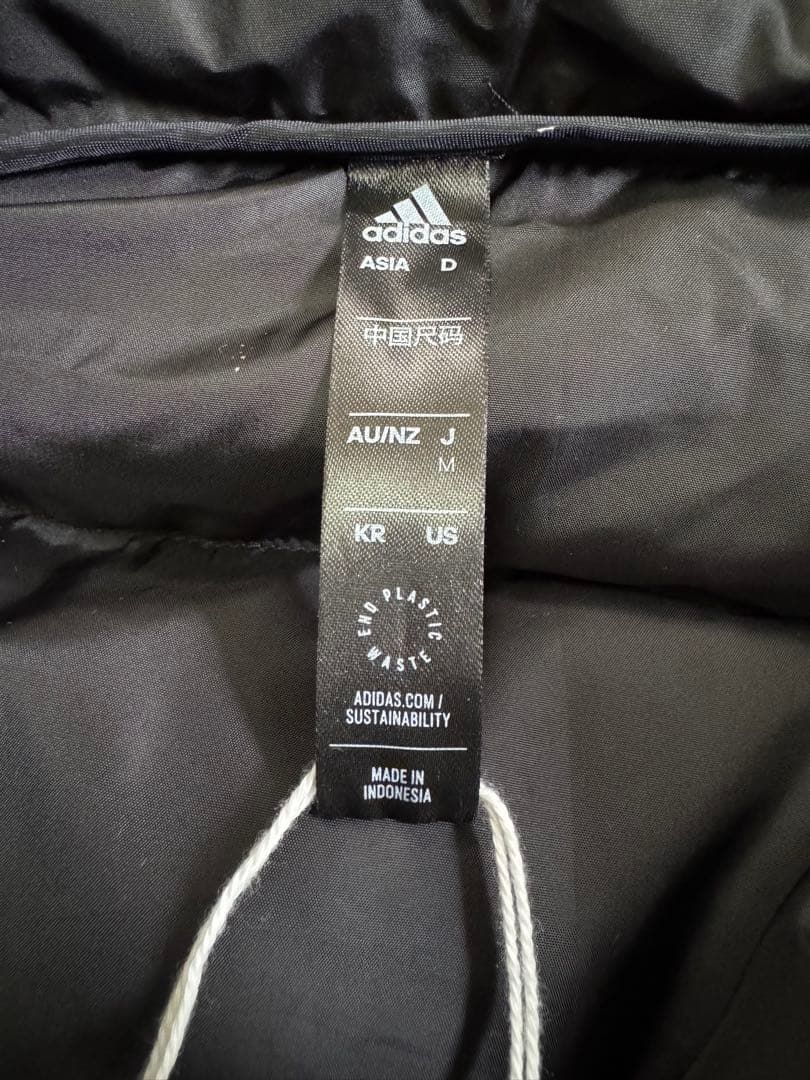 adidas
ASIA D
中国尺码
AU/NZ J
M
KR US
END PLASTIC WASTE
ADIDAS.COM /
SUSTAINABILITY
MADE IN
INDONESIA